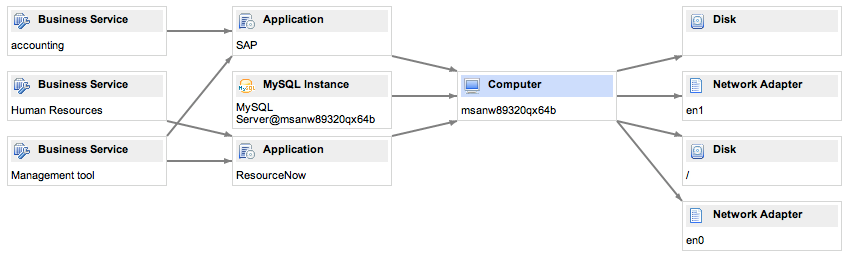 Business Service
accounting
Business Service
Human Resources
Business Service
Management tool
Application
SAP
MySQL Instance
MySQL
Server@msanw89320qx64b
Application
ResourceNow
Computer
msanw89320qx64b
Disk
Network Adapter
en1
Disk
/
Network Adapter
en0